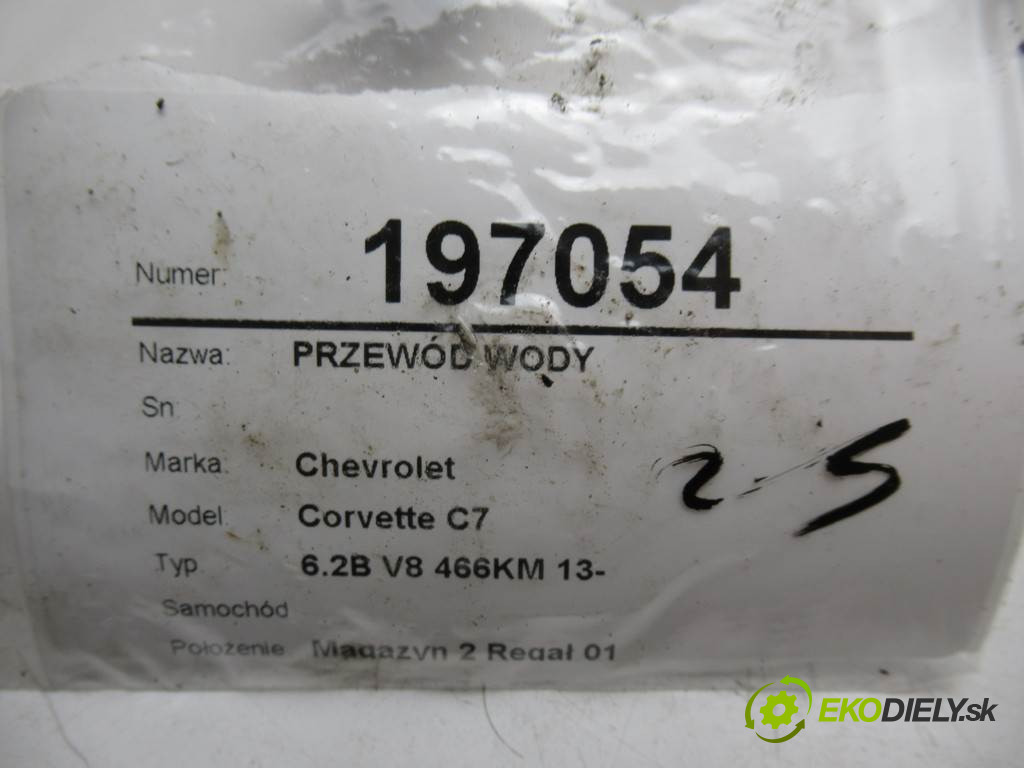 Numer: 197054
Nazwa: PRZEWÓD WODY
Sn
Marka: Chevrolet
Model: Corvette C7
Typ 6.2B V8 466KM 13-
Samochód
Położenie Magazyn 2 Regał 01
2-5
EKODIELY.sk